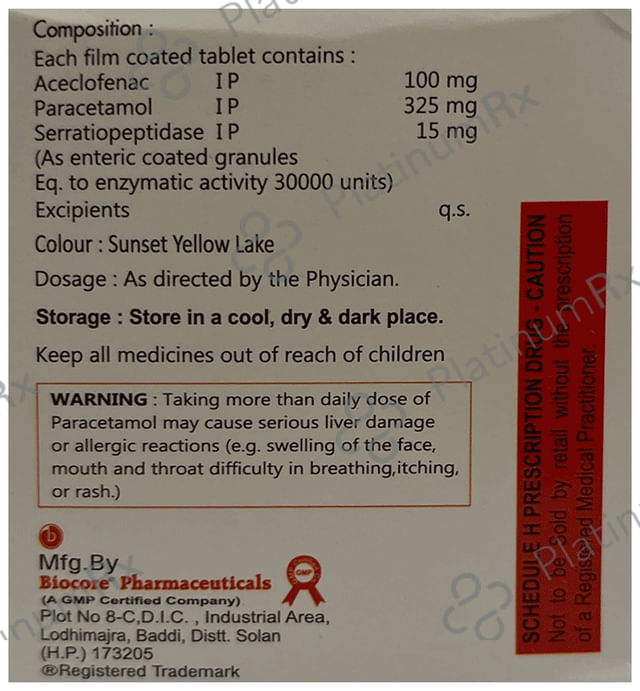 Composition :
Each film coated tablet contains :
Aceclofenac IP 100 mg
Paracetamol IP 325 mg
Serratiopeptidase IP 15 mg
(As enteric coated granules
Eq. to enzymatic activity 30000 units)
Excipients q.s.
Colour : Sunset Yellow Lake
Dosage : As directed by the Physician.
Storage : Store in a cool, dry & dark place.
Keep all medicines out of reach of children
WARNING : Taking more than daily dose of
Paracetamol may cause serious liver damage
or allergic reactions (e.g. swelling of the face,
mouth and throat difficulty in breathing,itching,
or rash.)
b
Mfg.By
Biocore® Pharmaceuticals
(A GMP Certified Company)
GMP
Plot No 8-C,D.I.C. , Industrial Area,
Lodhimajra, Baddi, Distt. Solan
(H.P.) 173205
®Registered Trademark
SCHEDULE H PRESCRIPTION DRUG - CAUTION
Not to be Sold by retail without the prescription
of a Registered Medical Practitioner.
PlatinumRx
PlatinumRx
PlatinumRx